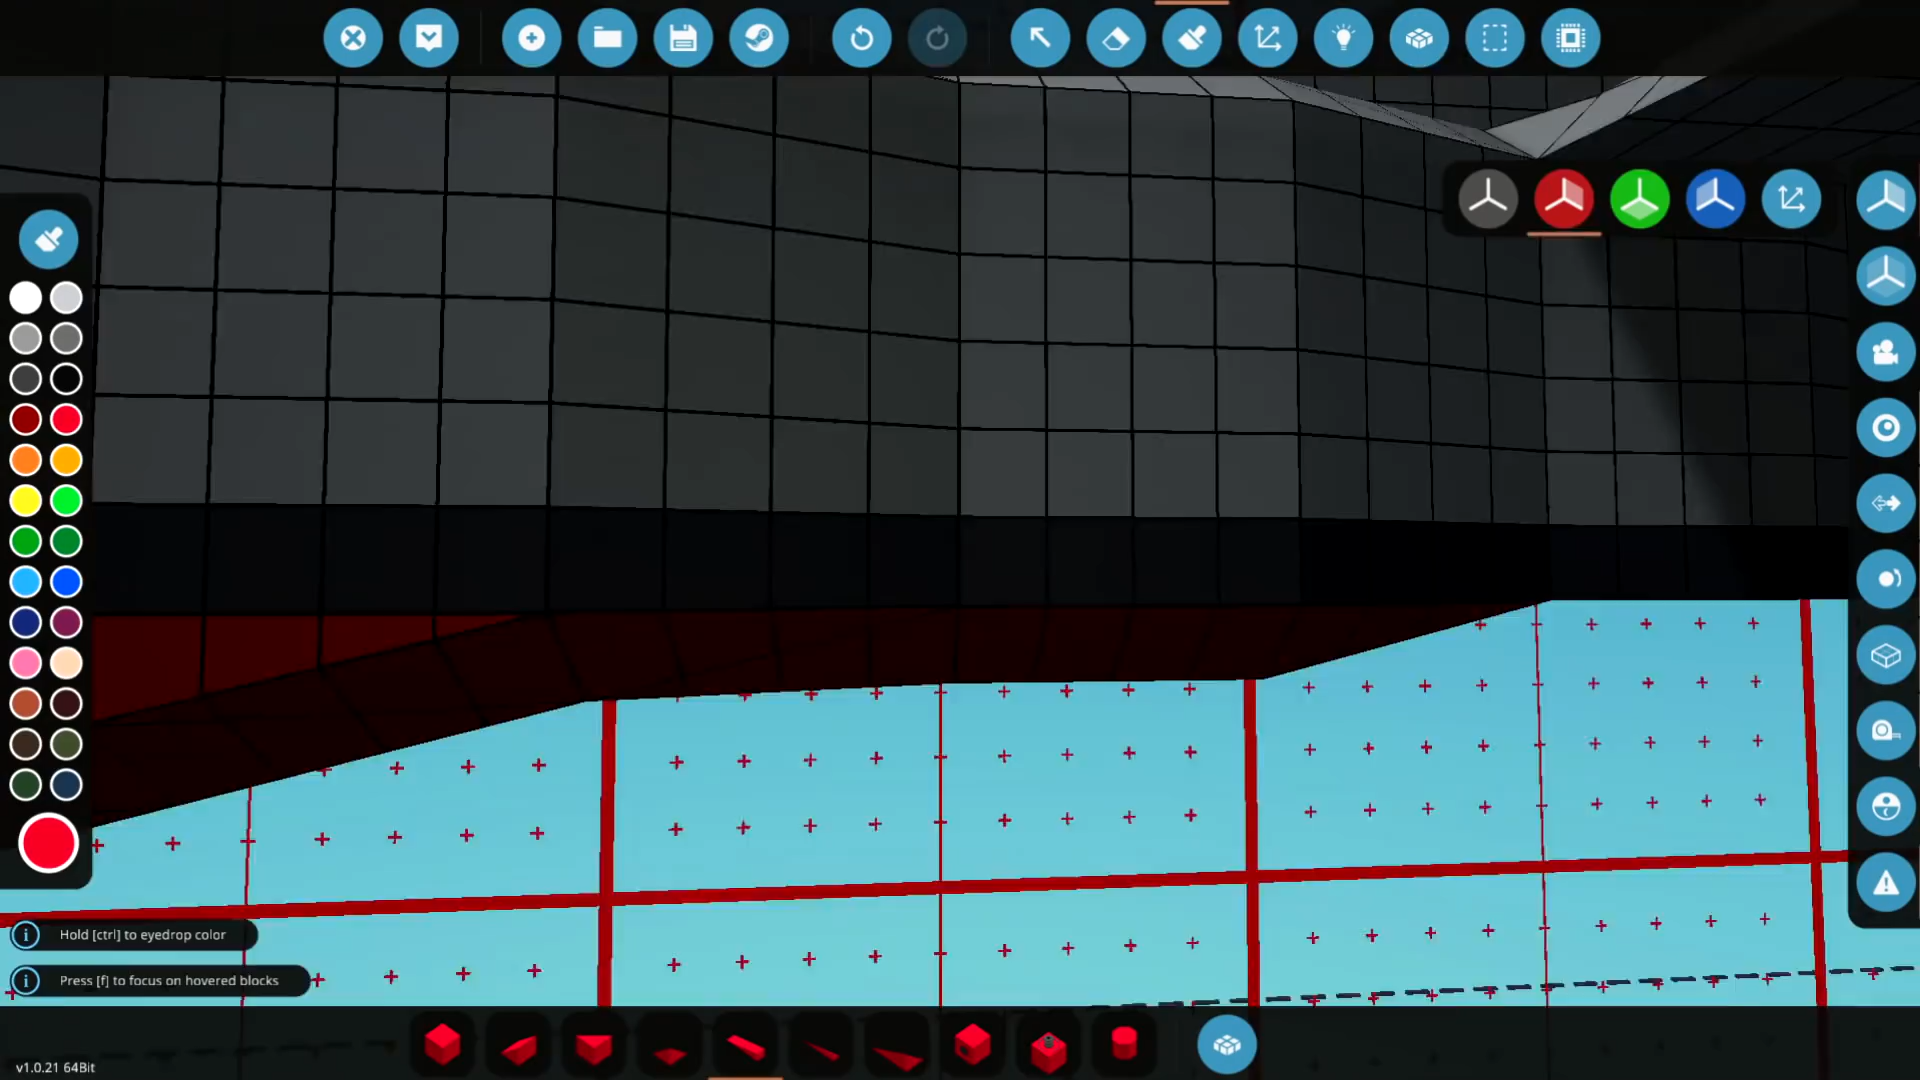 Hold [ctrl] to eyedrop color
Press [f] to focus on hovered blocks
v1.0.21 64Bit